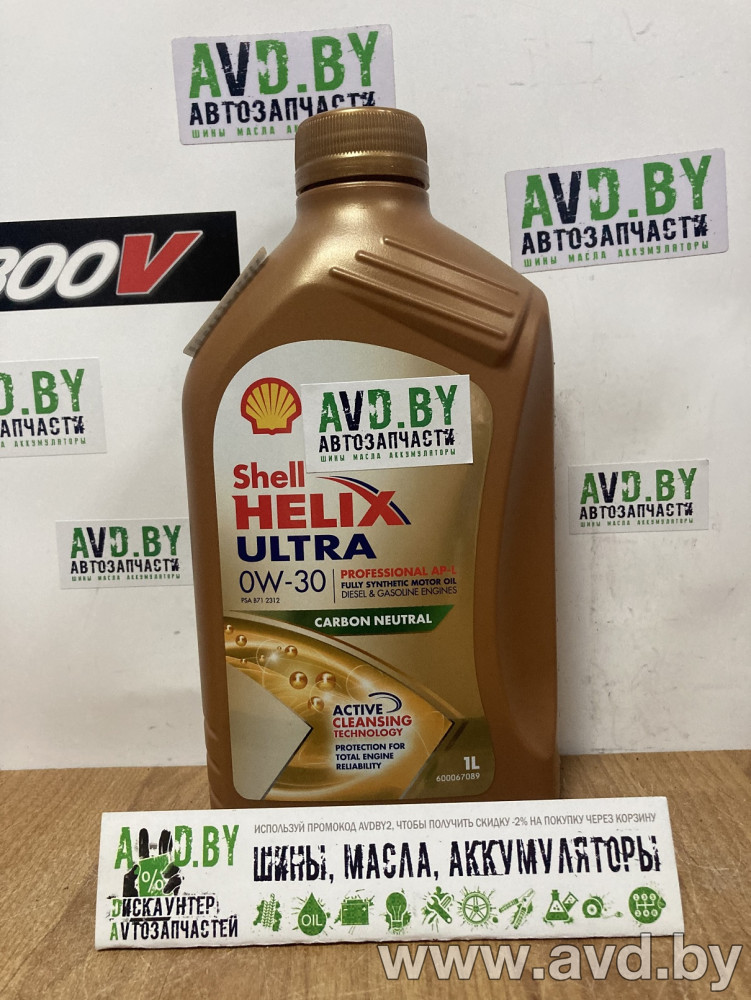 AVD.BY
АВТОЗАПЧАСТИ
ШИНЫ МАСЛА
AVD.BY
АВТОЗАПЧАСТИ
ШИНЫ МАСЛА АККУМУЛЯТОРЫ
300V
D.BY
АПЧАСТИ
А АККУМУЛЯТОРЫ
AVD.BY
АВТОЗАПЧАСТИ
ШИНЫ МАСЛА АККУМУЛЯТОРЫ
Shell
HELIX
ULTRA
0W-30
PROFESSIONAL AP-L
FULLY SYNTHETIC MOTOR OIL
DIESEL & GASOLINE ENGINES
PSA B71 2312
CARBON NEUTRAL
AVD.BY
АВТОЗАПЧАСТИ
ШИНЫ МАСЛА АККУМУЛЯТОРЫ
AVD.BY
АВТОЗАПЧАСТИ
ШИНЫ МАСЛА АККУМУЛЯТОРЫ
ACTIVE
CLEANSING
TECHNOLOGY
PROTECTION FOR
TOTAL ENGINE
RELIABILITY
1L
600067089
ИСПОЛЬЗУЙ ПРОМОКОД AVDBY2, ЧТОБЫ ПОЛУЧИТЬ СКИДКУ -2% НА ПОКУПКУ ЧЕРЕЗ КОРЗИНУ
AVD.BY
%
ДИСКАУНТЕР
АВТОЗАПЧАСТЕЙ
ШИНЫ, МАСЛА, АККУМУЛЯТОРЫ
OIL
www.avd.by